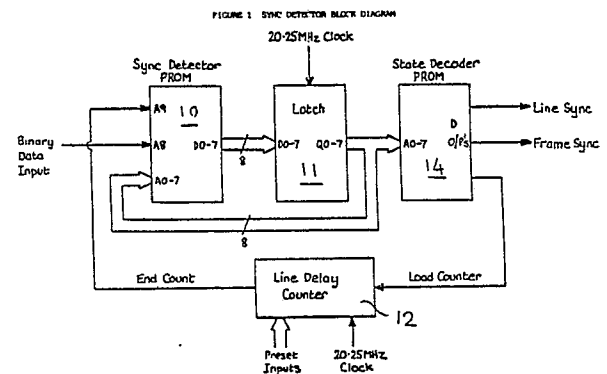 FIGURE 1 SYNC DETECTOR BLOCK DIAGRAM
20·25MHz Clock
Sync Detector
PROM
State Decoder
PROM
A9
10
Latch
D
Line Sync
Binary
Data
Input
A8
D0-7
8
D0-7
Q0-7
A0-7
O/P's
Frame Sync
A0-7
11
14
8
End Count
Line Delay
Counter
Load Counter
12
Preset
Inputs
20·25MHz
Clock